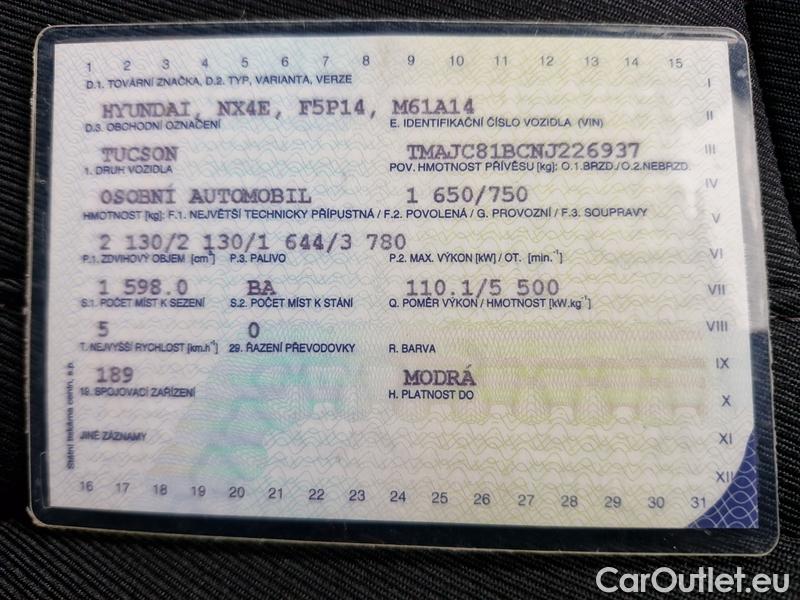 1 2 3 4 5 6 7 8 9 10 11 12 13 14 15
D.1. TOVÁRNÍ ZNAČKA, D.2. TYP, VARIANTA, VERZE
I
HYUNDAI, NX4E, F5P14, M61A14
II
D.3. OBCHODNÍ OZNAČENÍ E. IDENTIFIKAČNÍ ČÍSLO VOZIDLA (VIN)
TUCSON TMAJC81BCNJ226937
III
1. DRUH VOZIDLA POV. HMOTNOST PŘÍVĚSU [kg]: O.1.BRZD./O.2.NEBRZD.
OSOBNÍ AUTOMOBIL 1 650/750
IV
HMOTNOST [kg]: F.1. NEJVĚTŠÍ TECHNICKY PŘÍPUSTNÁ / F.2. POVOLENÁ / G. PROVOZNÍ / F.3. SOUPRAVY
V
2 130/2 130/1 644/3 780
P.1. ZDVIHOVÝ OBJEM [cm³] P.3. PALIVO P.2. MAX. VÝKON [kW] / OT. [min.⁻¹]
VI
1 598.0 BA 110.1/5 500
VII
S.1. POČET MÍST K SEZENÍ S.2. POČET MÍST K STÁNÍ Q. POMĚR VÝKON / HMOTNOST [kW.kg⁻¹]
5 0
VIII
T. NEJVYŠŠÍ RYCHLOST [km.h⁻¹] 29. ŘAZENÍ PŘEVODOVKY R. BARVA
IX
189 MODRÁ
18. SPOJOVACÍ ZAŘÍZENÍ H. PLATNOST DO
X
JINÉ ZÁZNAMY
XI
XII
16 17 18 19 20 21 22 23 24 25 26 27 28 29 30 31
Státní tiskárna cenin, s.p.
CarOutlet.eu